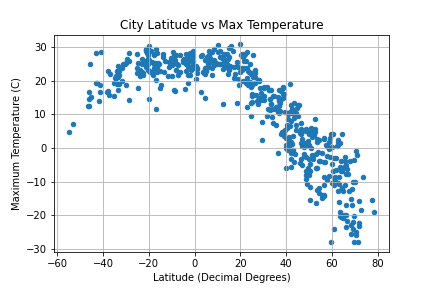 City Latitude vs Max Temperature
30
20
10
0
−10
−20
−30
Maximum Temperature (C)
−60 −40 −20 0 20 40 60 80
Latitude (Decimal Degrees)